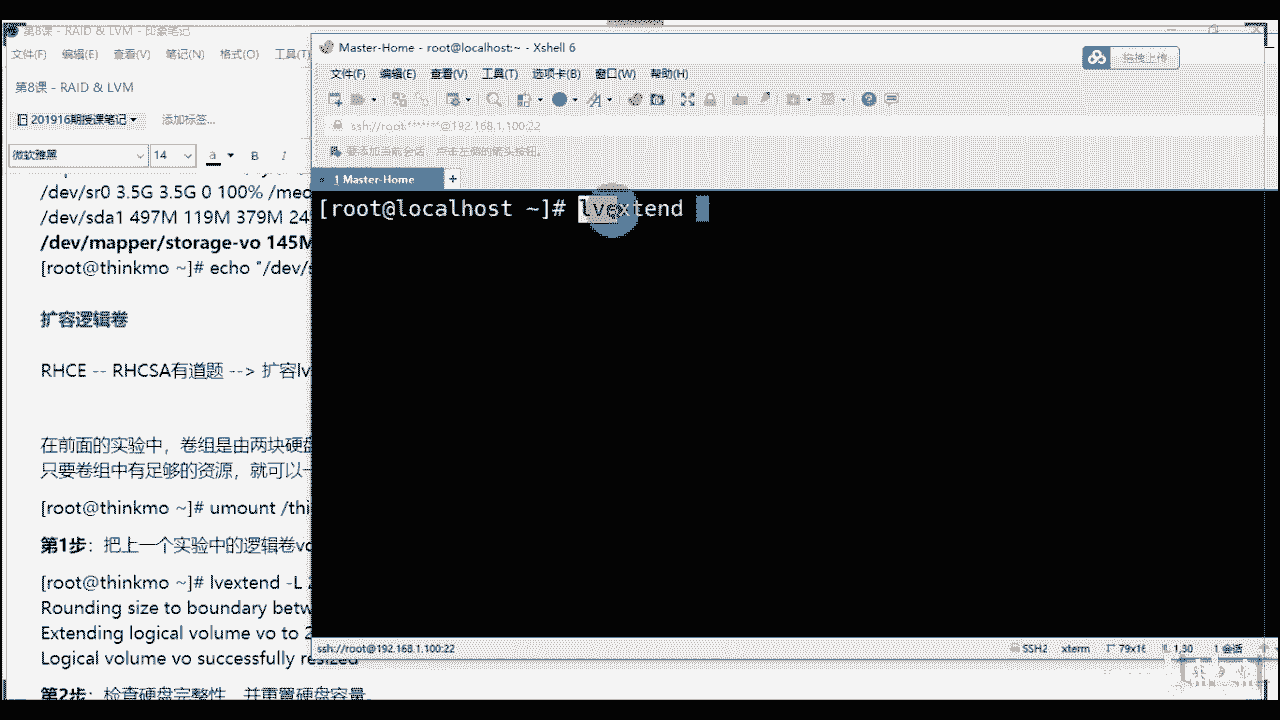 第8课 - RAID & LVM - 印象笔记
文件(F) 编辑(E) 查看(V) 笔记(N) 格式(O) 工具(T)
第8课 - RAID & LVM
201916期授课笔记 添加标签...
微软雅黑 14 a B I
/dev/sr0 3.5G 3.5G 0 100% /med
/dev/sda1 497M 119M 379M 24
/dev/mapper/storage-vo 145M
[root@thinkmo ~]# echo "/dev/
扩容逻辑卷
RHCE -- RHCSA有道题 --> 扩容lv
在前面的实验中，卷组是由两块硬盘
只要卷组中有足够的资源，就可以一
[root@thinkmo ~]# umount /thi
第1步：把上一个实验中的逻辑卷vo
[root@thinkmo ~]# lvextend -L
Rounding size to boundary betw
Extending logical volume vo to 2
Logical volume vo successfully resized
第2步：检查硬盘完整性，并重置硬盘容量。
Master-Home - root@localhost:~ - Xshell 6
文件(F) 编辑(E) 查看(V) 工具(T) 选项卡(B) 窗口(W) 帮助(H)
拖拽上传
ssh://root:*******@192.168.1.100:22
要添加当前会话，点击左侧的箭头按钮。
1 Master-Home +
[root@localhost ~]# lvextend
ssh://root@192.168.1.100:22 SSH2 xterm 79x16 1,30 1 会话